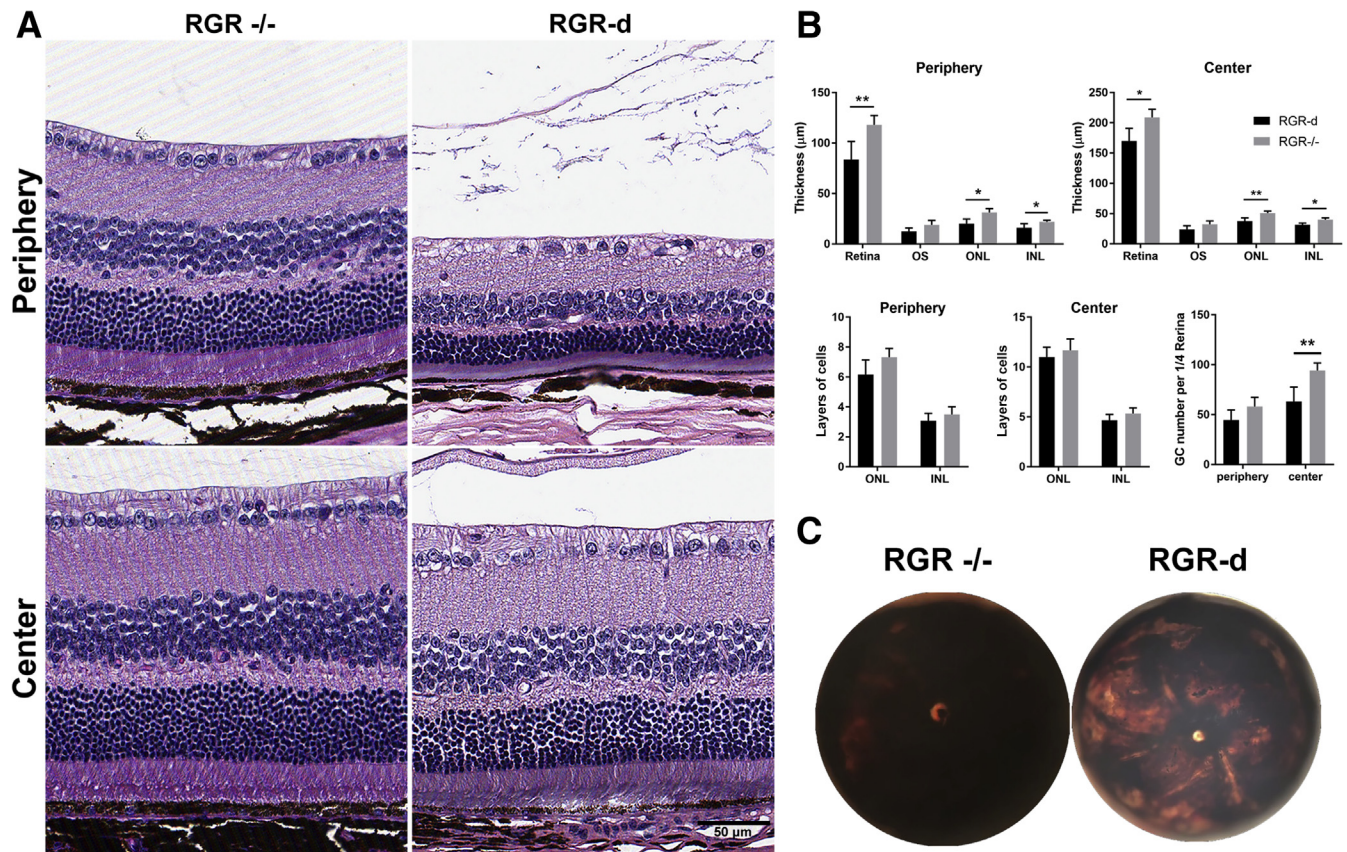 A
RGR -/-
RGR-d
Periphery
Center
50 µm
B
Periphery
Thickness (µm)
150
100
50
0
**
*
*
Retina OS ONL INL
Center
Thickness (µm)
250
200
150
100
50
0
*
**
*
Retina OS ONL INL
RGR-d
RGR-/-
Periphery
Layers of cells
10
8
6
4
2
0
ONL INL
Center
Layers of cells
15
10
5
0
ONL INL
GC number per 1/4 Rerina
150
100
50
0
**
periphery center
C
RGR -/-
RGR-d